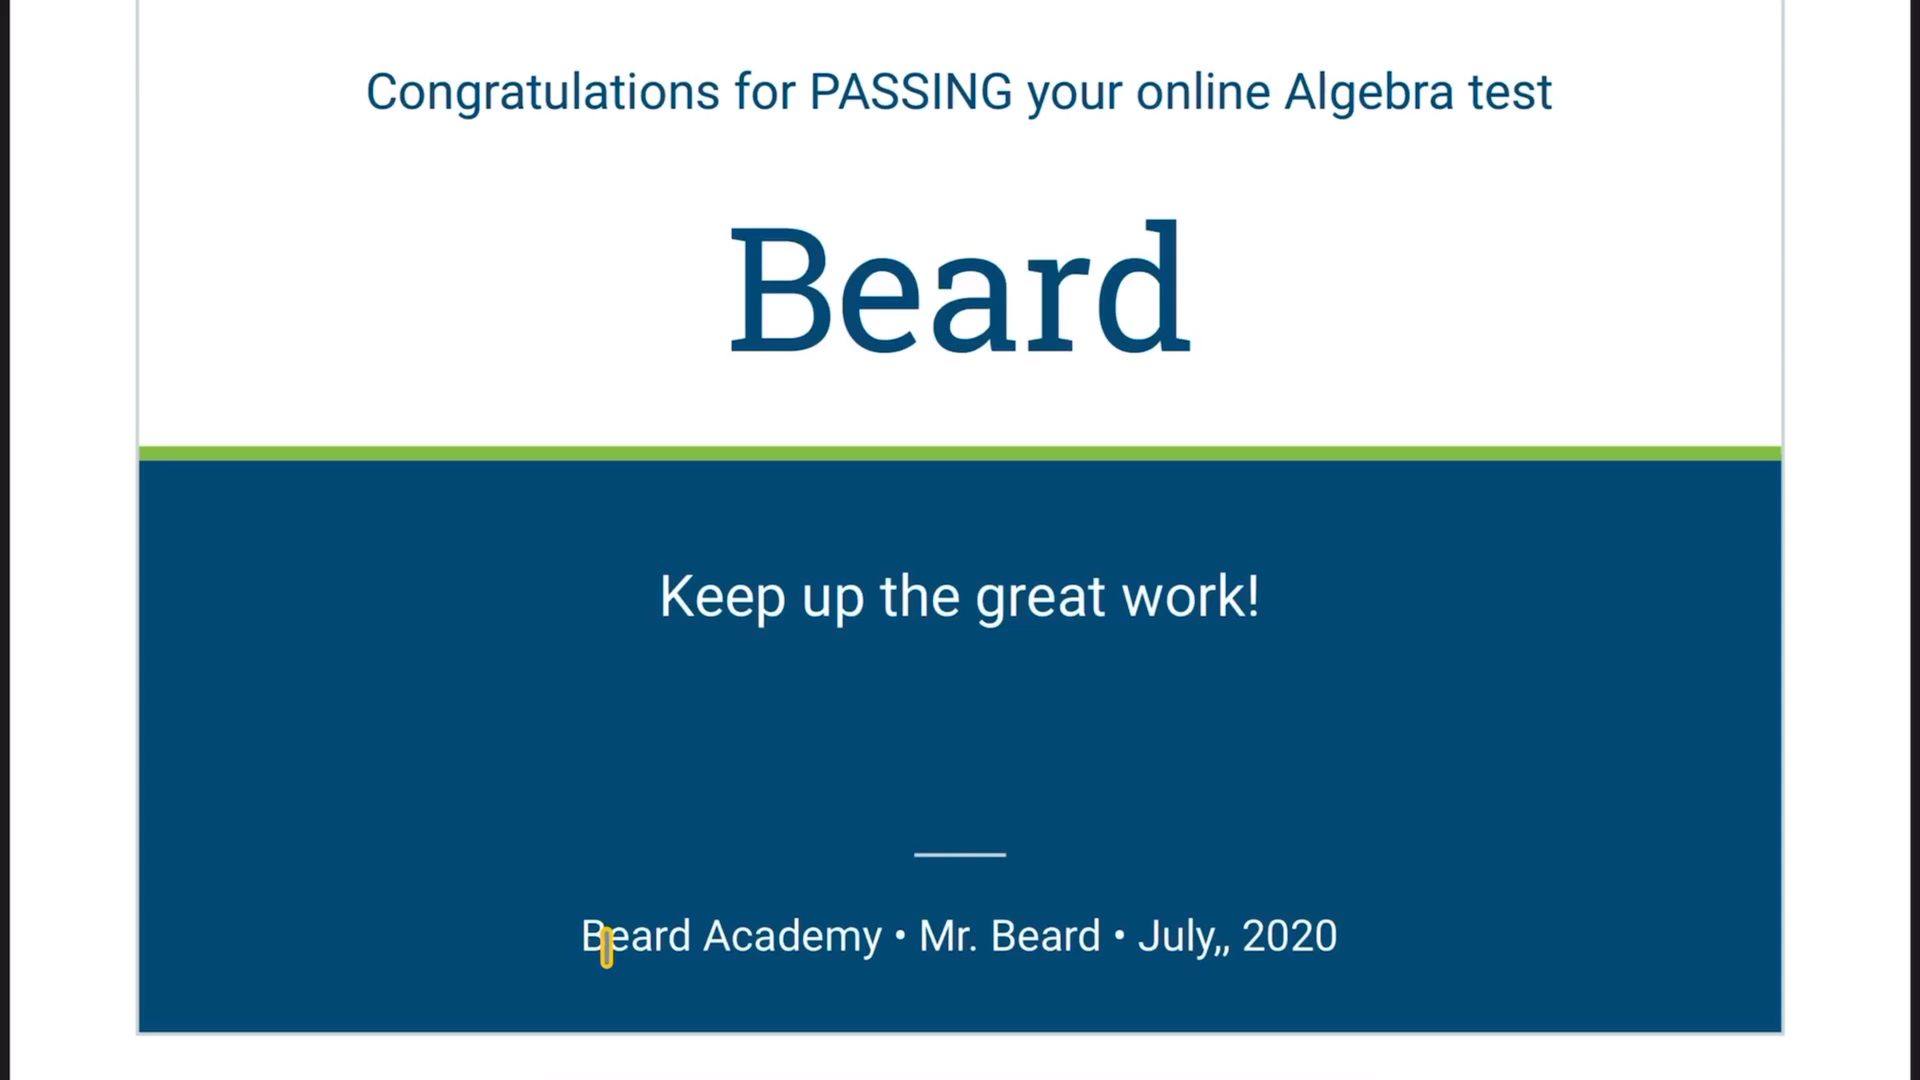 Congratulations for PASSING your online Algebra test
Beard
Keep up the great work!
Beard Academy • Mr. Beard • July,, 2020